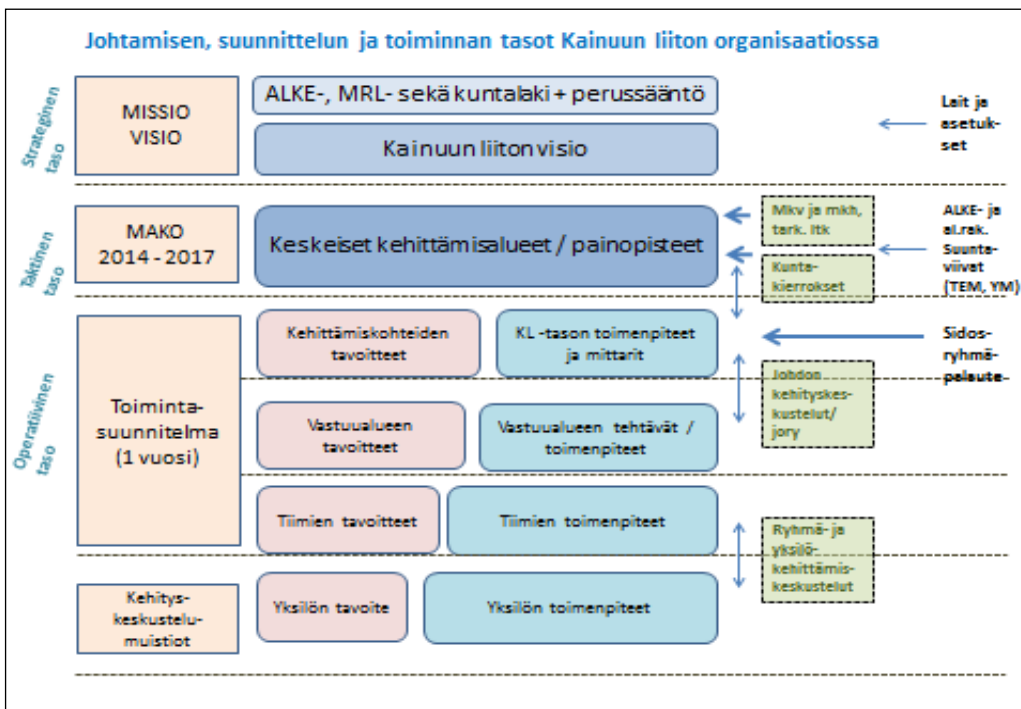 Johtamisen, suunnittelun ja toiminnan tasot Kainuun liiton organisaatiossa
Strateginen
taso
MISSIO
VISIO
ALKE-, MRL- sekä kuntalaki + perussääntö
Kainuun liiton visio
Lait ja
asetuk-
set
Taktinen
taso
MAKO
2014 - 2017
Keskeiset kehittämisalueet / painopisteet
Mkv ja mkh,
tark. ltk
Kunta-
kierrokset
ALKE- ja
al.rak.
Suunta-
viivat
(TEM, YM)
Operatiivinen
taso
Toiminta-
suunnitelma
(1 vuosi)
Kehittämiskohteiden
tavoitteet
KL -tason toimenpiteet
ja mittarit
Sidos-
ryhmä-
palaute
Johdon
kehityskes-
kustelut/
jory
Vastuualueen
tavoitteet
Vastuualueen tehtävät /
toimenpiteet
Tiimien tavoitteet
Tiimien toimenpiteet
Ryhmä- ja
yksilö-
kehittämis-
keskustelut
Kehitys-
keskustelu-
muistiot
Yksilön tavoite
Yksilön toimenpiteet